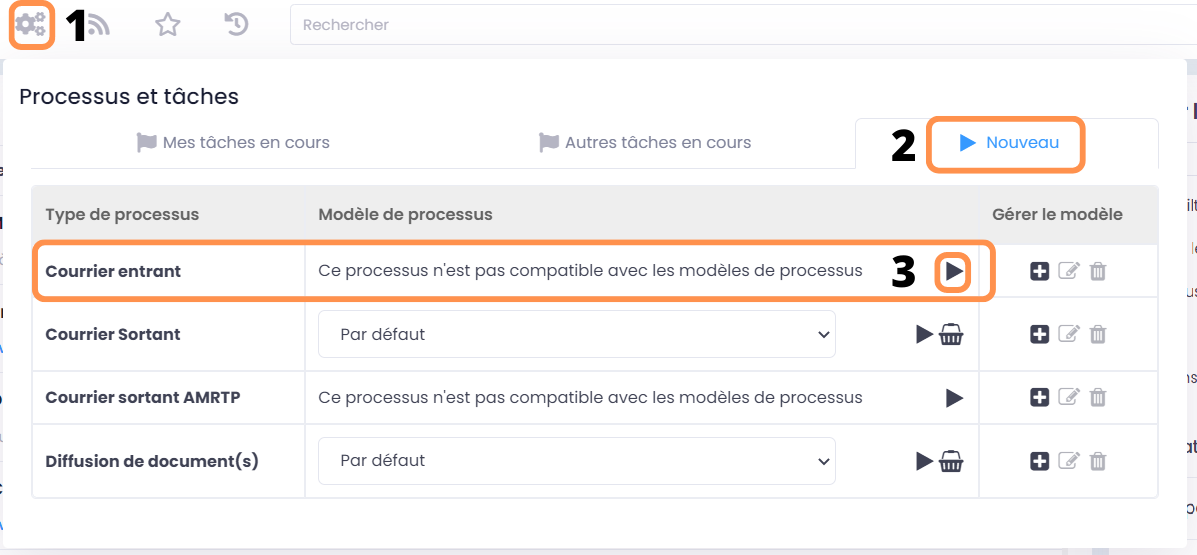 1
Rechercher
Processus et tâches
Mes tâches en cours
Autres tâches en cours
2
Nouveau
Type de processus
Modèle de processus
Gérer le modèle
Courrier entrant
Ce processus n'est pas compatible avec les modèles de processus
3
Courrier Sortant
Par défaut
Courrier sortant AMRTP
Ce processus n'est pas compatible avec les modèles de processus
Diffusion de document(s)
Par défaut